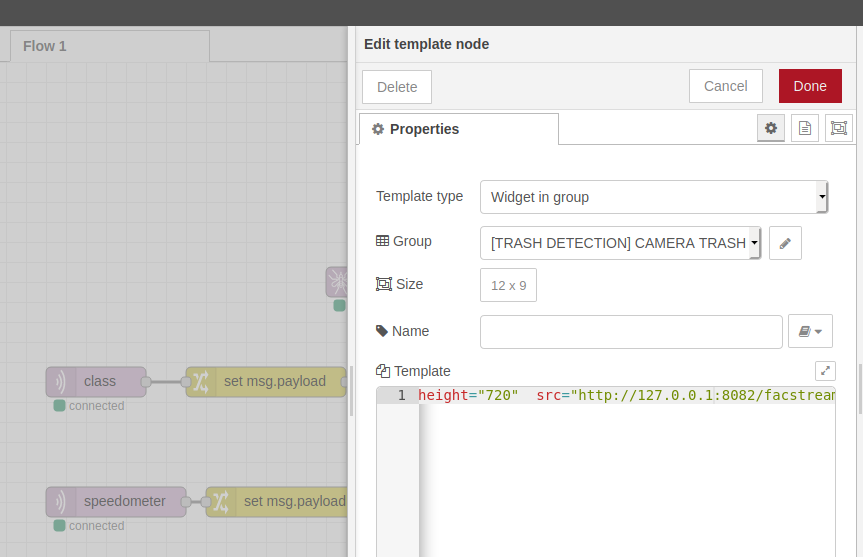 Flow 1
Edit template node
Delete
Cancel
Done
Properties
Template type
Widget in group
Group
[TRASH DETECTION] CAMERA TRASH
Size
12 x 9
Name
Template
1 height="720"  src="http://127.0.0.1:8082/facstream
class
set msg.payload
connected
speedometer
set msg.payload
connected